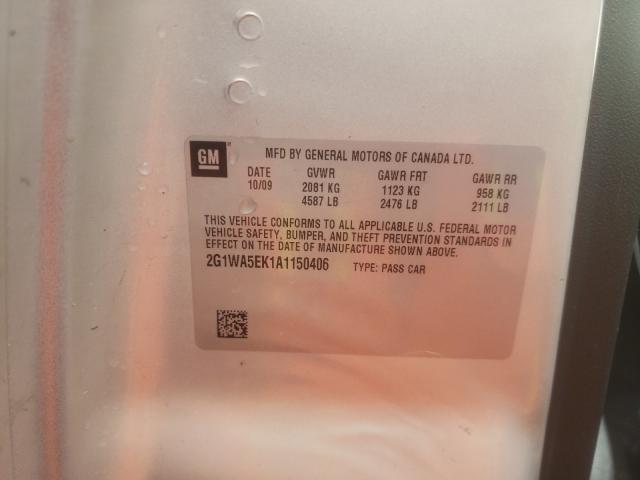 GM
MFD BY GENERAL MOTORS OF CANADA LTD.
DATE GVWR GAWR FRT GAWR RR
10/09 2081 KG 1123 KG 958 KG
4587 LB 2476 LB 2111 LB
THIS VEHICLE CONFORMS TO ALL APPLICABLE U.S. FEDERAL MOTOR
VEHICLE SAFETY, BUMPER, AND THEFT PREVENTION STANDARDS IN
EFFECT ON THE DATE OF MANUFACTURE SHOWN ABOVE.
2G1WA5EK1A1150406 TYPE: PASS CAR